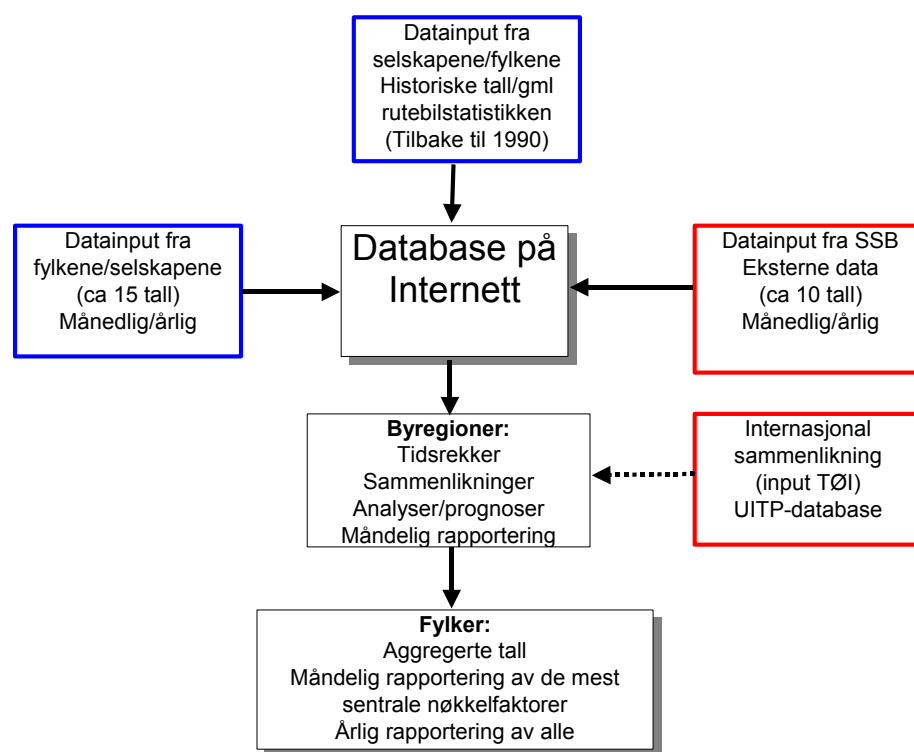 Datainput fra
selskapene/fylkene
Historiske tall/gml
rutebilstatistikken
(Tilbake til 1990)
Datainput fra
fylkene/selskapene
(ca 15 tall)
Månedlig/årlig
Database på
Internett
Datainput fra SSB
Eksterne data
(ca 10 tall)
Månedlig/årlig
Byregioner:
Tidsrekker
Sammenlikninger
Analyser/prognoser
Måndelig rapportering
Internasjonal
sammenlikning
(input TØI)
UITP-database
Fylker:
Aggregerte tall
Måndelig rapportering av de mest
sentrale nøkkelfaktorer
Årlig rapportering av alle